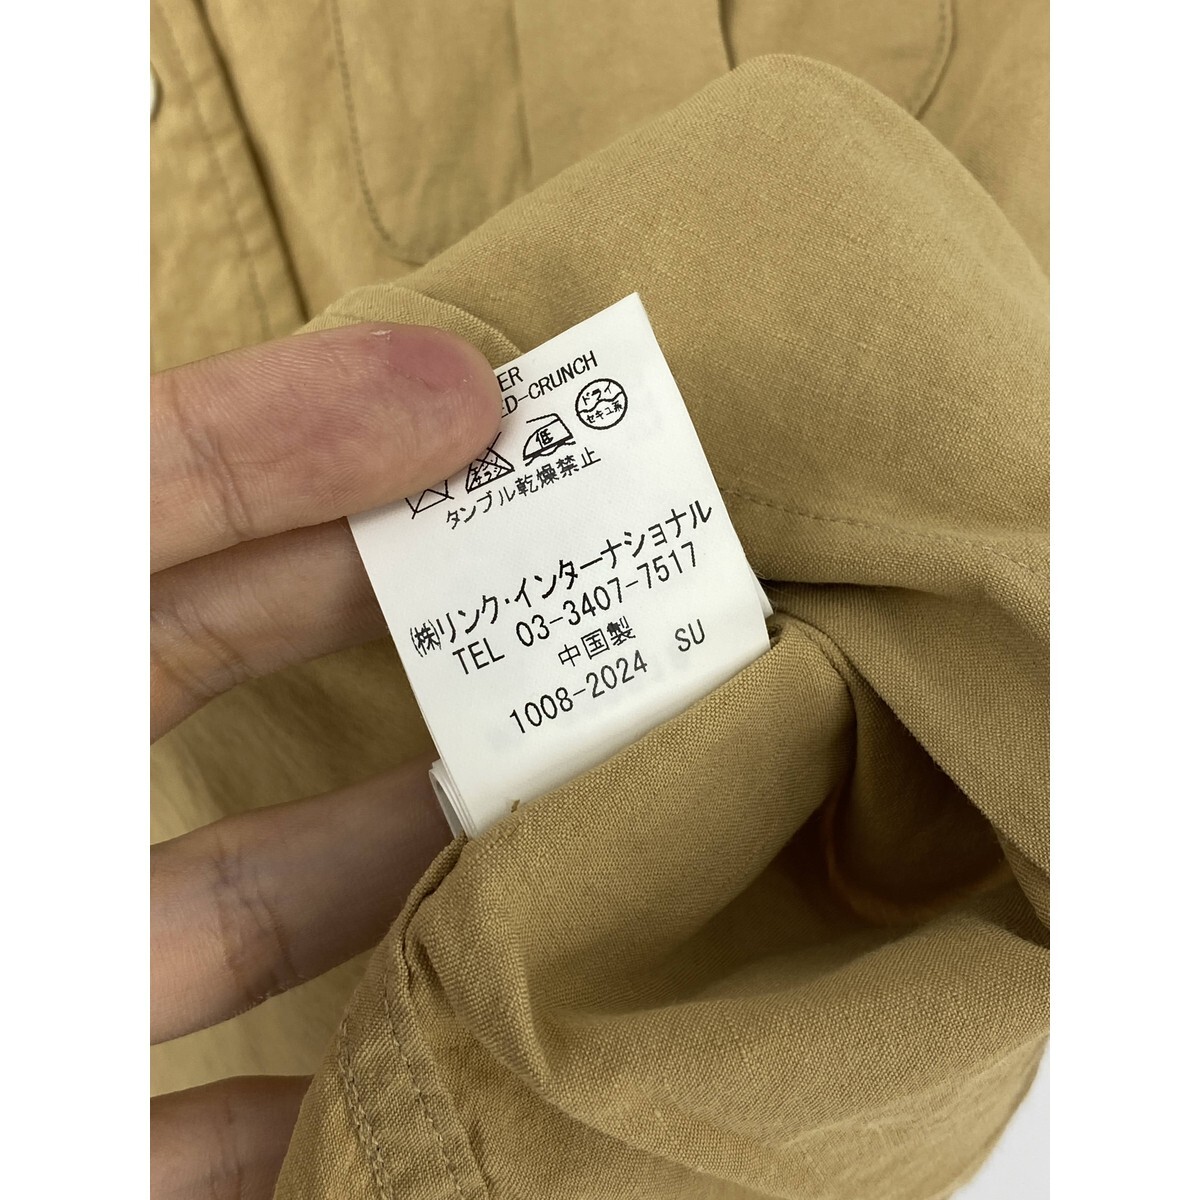 ER
ED-CRUNCH
低
ドライ
セキユ系
タンブル乾燥禁止
㈱リンク・インターナショナル
TEL 03-3407-7517
中国製
1008-2024 SU